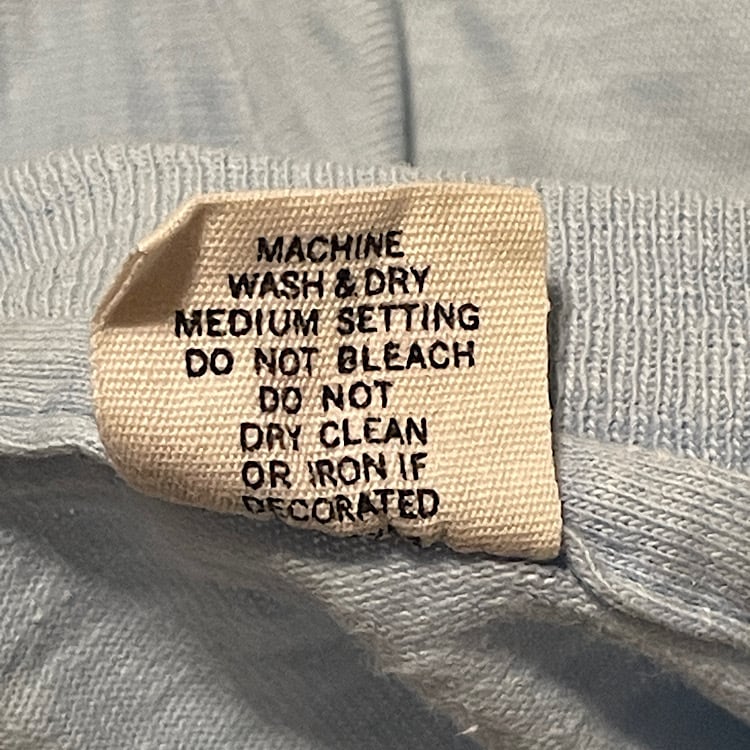 MACHINE
WASH & DRY
MEDIUM SETTING
DO NOT BLEACH
DO NOT
DRY CLEAN
OR IRON IF
DECORATED